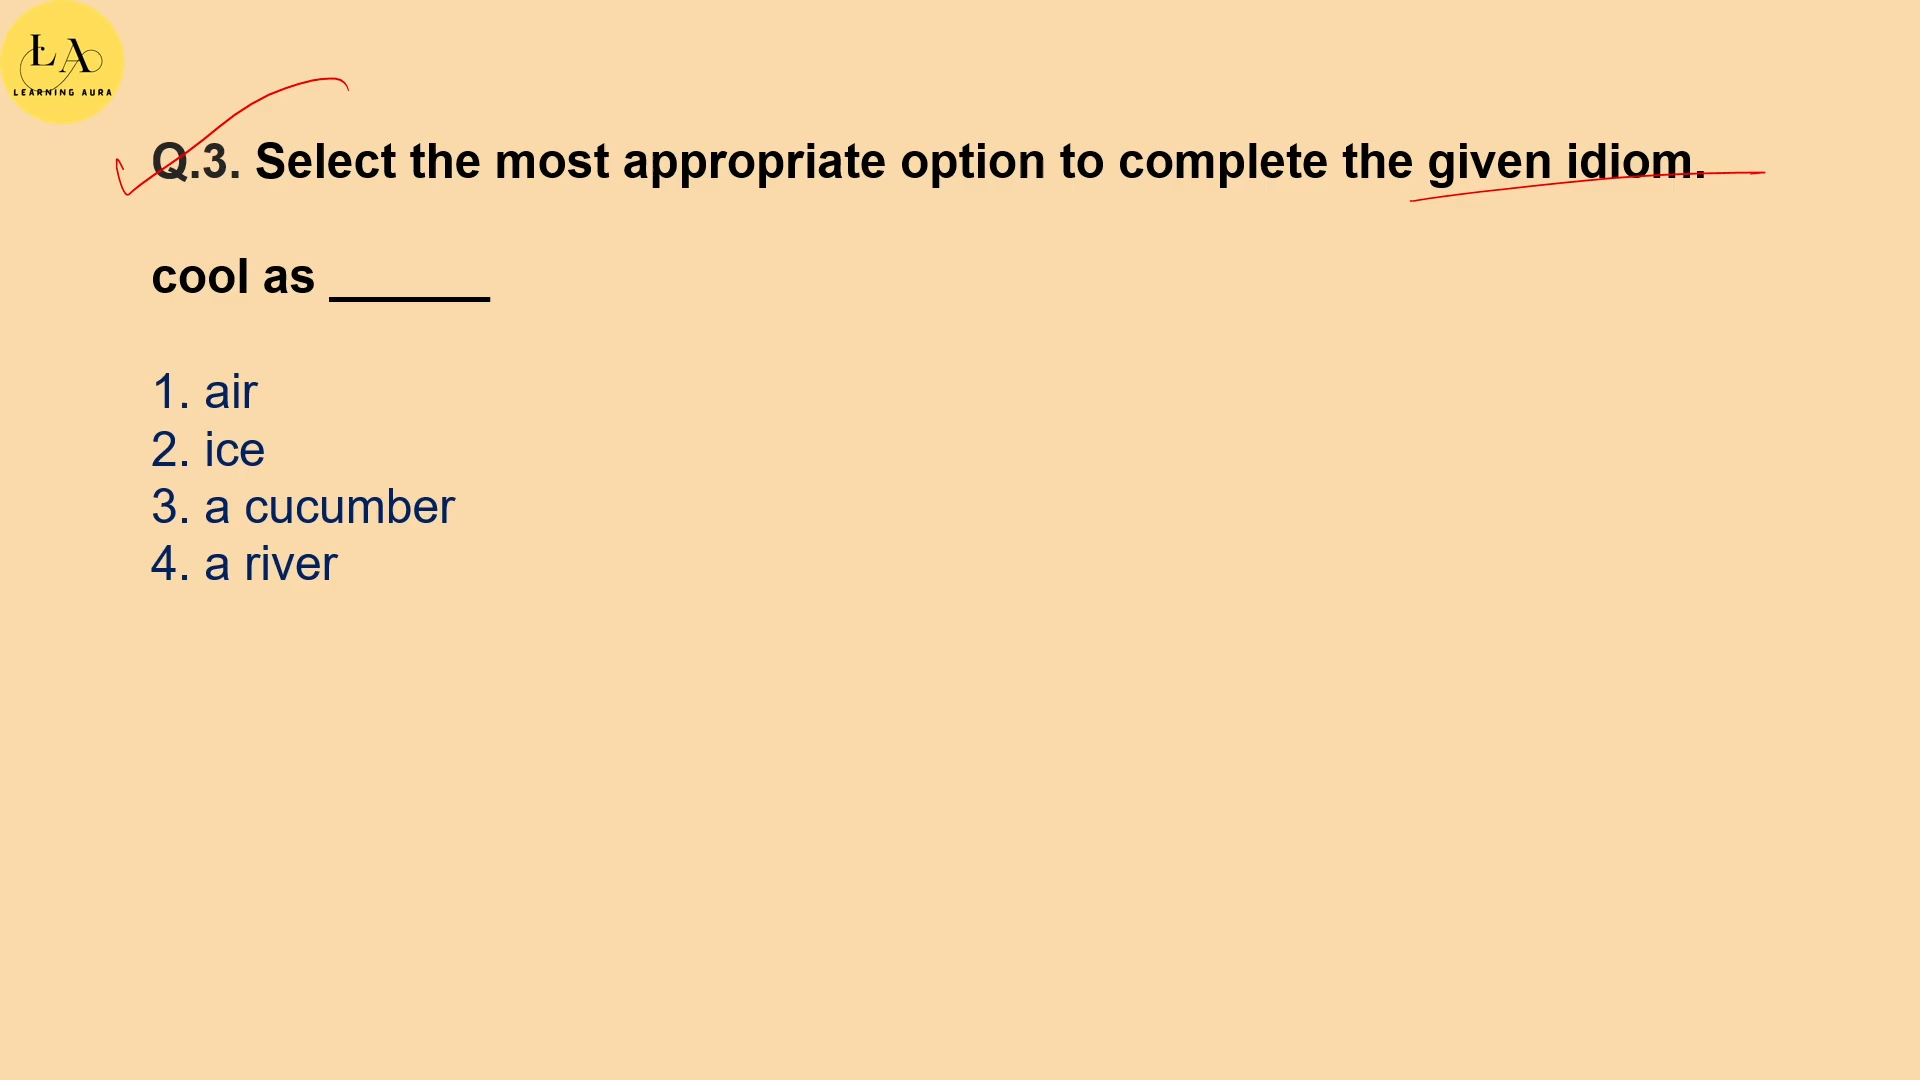 LA
LEARNING AURA
Q.3. Select the most appropriate option to complete the given idiom.
cool as ______
1. air
2. ice
3. a cucumber
4. a river